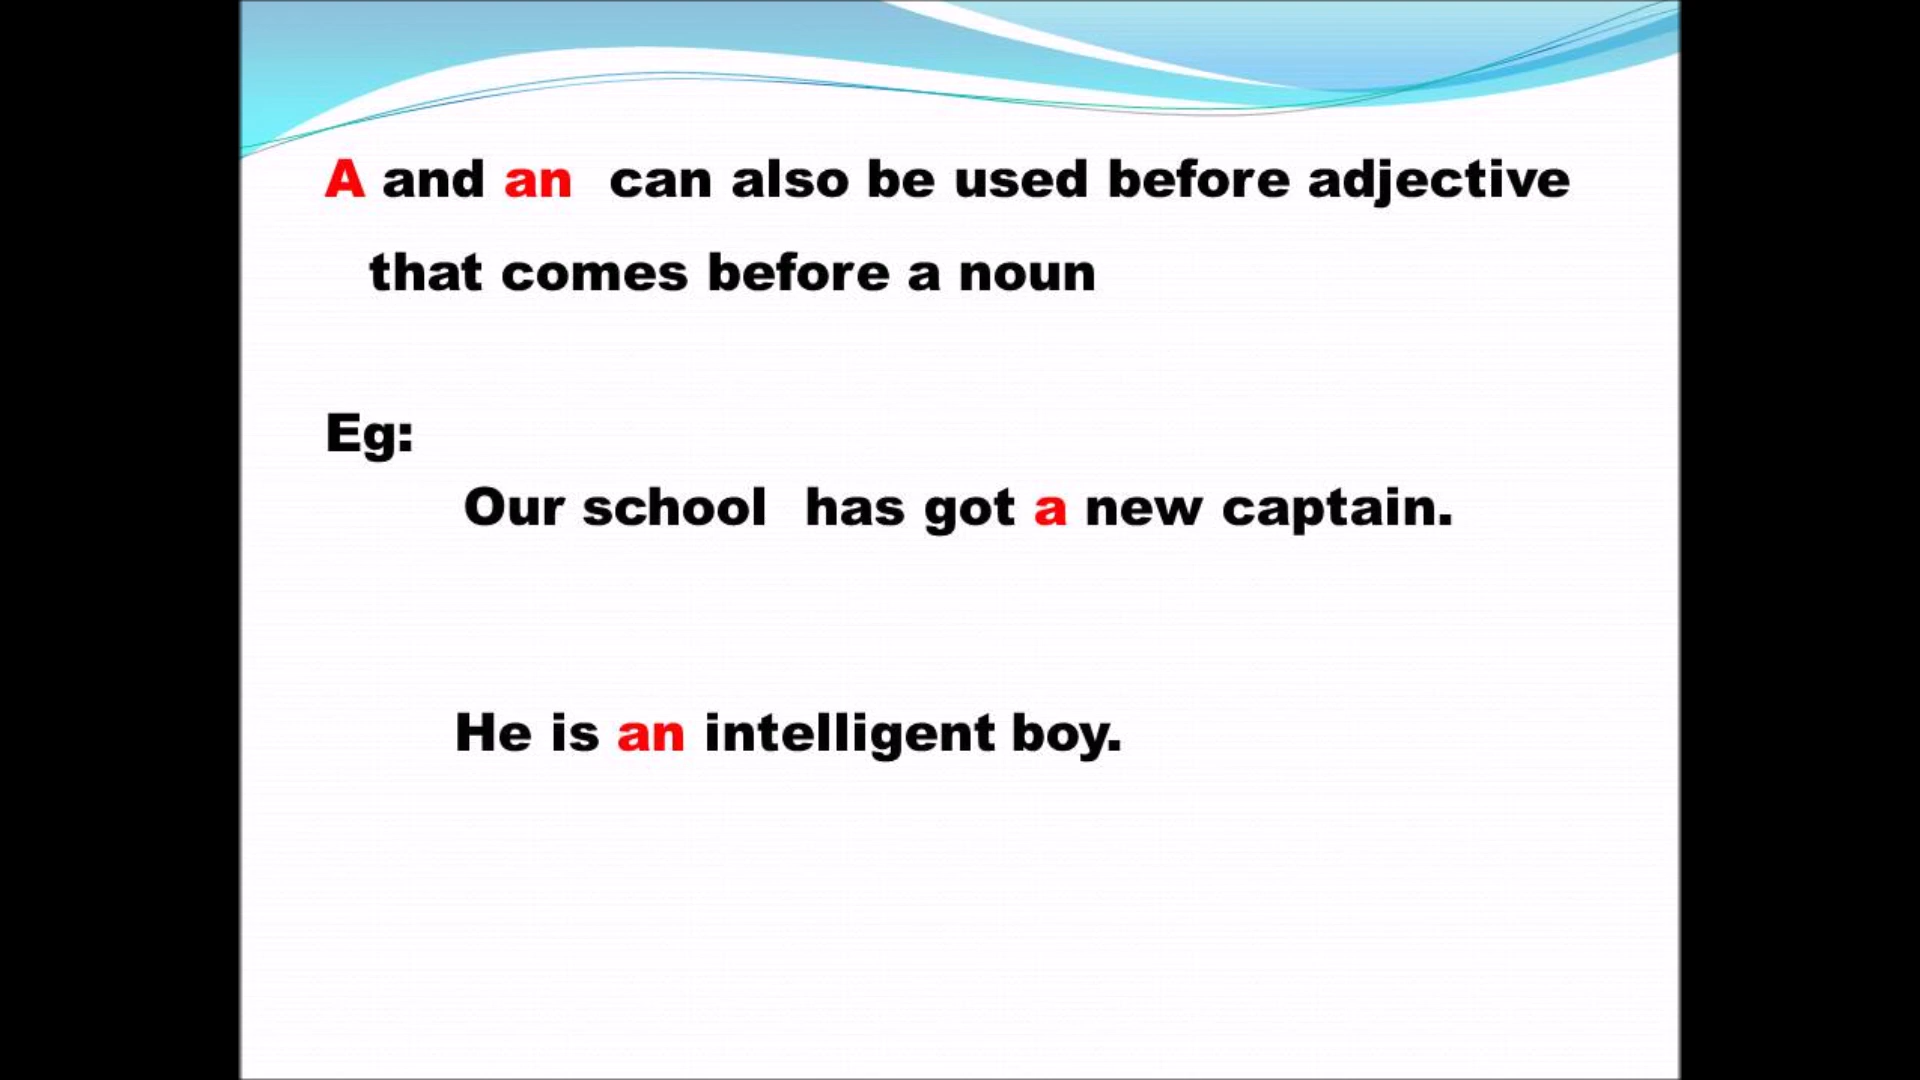 A and an can also be used before adjective
that comes before a noun
Eg:
Our school has got a new captain.
He is an intelligent boy.